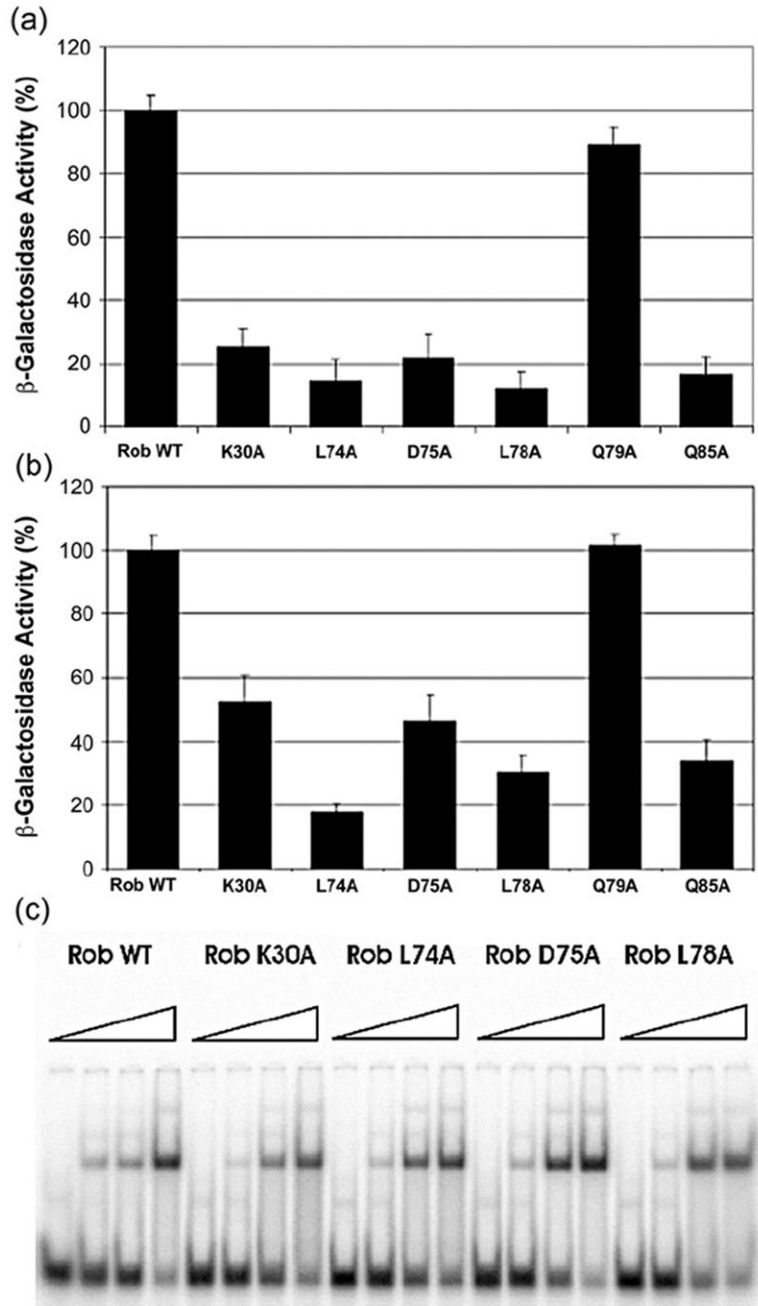 (a)
β-Galactosidase Activity (%)
120
100
80
60
40
20
0
Rob WT K30A L74A D75A L78A Q79A Q85A
(b)
β-Galactosidase Activity (%)
120
100
80
60
40
20
0
Rob WT K30A L74A D75A L78A Q79A Q85A
(c)
Rob WT Rob K30A Rob L74A Rob D75A Rob L78A